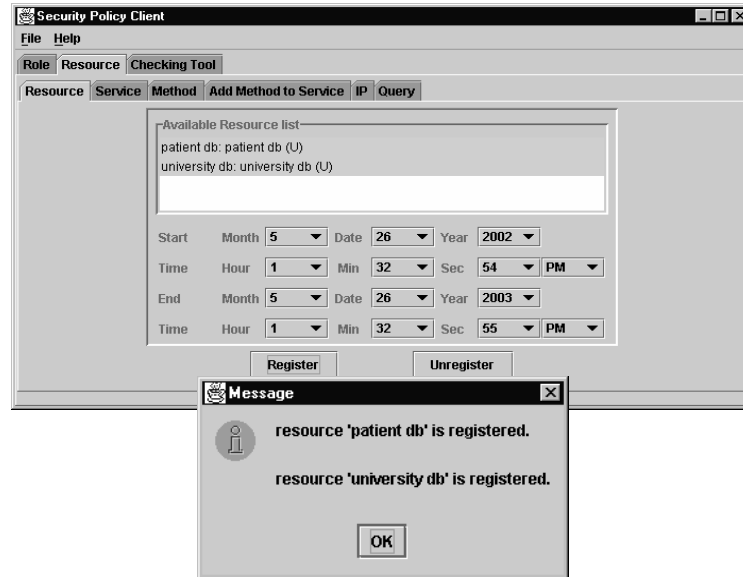 Security Policy Client
File Help
Role Resource Checking Tool
Resource Service Method Add Method to Service IP Query
Available Resource list
patient db: patient db (U)
university db: university db (U)
Start Month 5 Date 26 Year 2002
Time Hour 1 Min 32 Sec 54 PM
End Month 5 Date 26 Year 2003
Time Hour 1 Min 32 Sec 55 PM
Register Unregister
Message
resource 'patient db' is registered.
resource 'university db' is registered.
OK